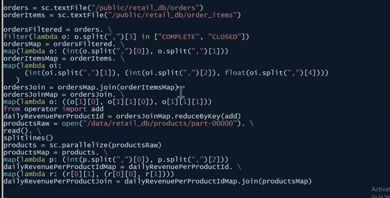 orders = sc.textFile("/public/retail_db/orders")
orderItems = sc.textFile("/public/retail_db/order_items")
ordersFiltered = orders. \
filter(lambda o: o.split(",")[3] in ["COMPLETE", "CLOSED"])
ordersMap = ordersFiltered. \
map(lambda o: (int(o.split(",")[0]), o.split(",")[1]))
orderItemsMap = orderItems. \
map(lambda oi:
(int(oi.split(",")[1]), (int(oi.split(",")[2]), float(oi.split(",")[4])))
)
ordersJoin = ordersMap.join(orderItemsMap)
ordersJoinMap = ordersJoin. \
map(lambda o: ((o[1][0], o[1][1][0]), o[1][1][1]))
from operator import add
dailyRevenuePerProductId = ordersJoinMap.reduceByKey(add)
productsRaw = open("/data/retail_db/products/part-00000"). \
read(). \
splitlines()
products = sc.parallelize(productsRaw)
productsMap = products. \
map(lambda p: (int(p.split(",")[0]), p.split(",")[2]))
dailyRevenuePerProductIdMap = dailyRevenuePerProductId. \
map(lambda r: (r[0][1], (r[0][0], r[1])))
dailyRevenuePerProductJoin = dailyRevenuePerProductIdMap.join(productsMap)
Activa